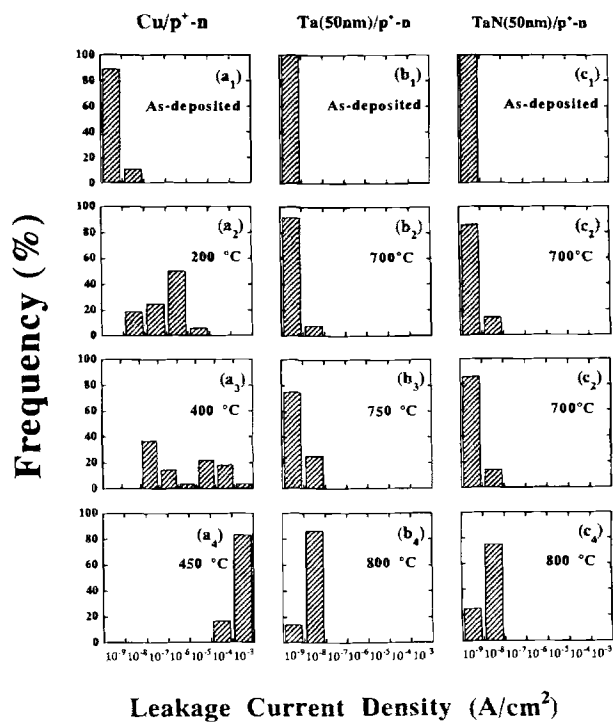 Cu/p⁺-n Ta(50nm)/p⁺-n TaN(50nm)/p⁺-n
100 (a₁) (b₁) (c₁)
80 As-deposited As-deposited As-deposited
60
40
20
0
100 (a₂) (b₂) (c₂)
80 200 °C 700°C 700°C
60
40
20
0
100 (a₃) (b₃) (c₂)
80 400 °C 750 °C 700°C
60
40
20
0
100 (a₄) (b₄) (c₄)
80 450 °C 800 °C 800 °C
60
40
20
0
10⁻⁹ 10⁻⁸ 10⁻⁷ 10⁻⁶ 10⁻⁵ 10⁻⁴ 10⁻³ 10⁻⁹ 10⁻⁸ 10⁻⁷ 10⁻⁶ 10⁻⁵ 10⁻⁴ 10⁻³ 10⁻⁹ 10⁻⁸ 10⁻⁷ 10⁻⁶ 10⁻⁵ 10⁻⁴ 10⁻³
Frequency (%)
Leakage Current Density (A/cm²)